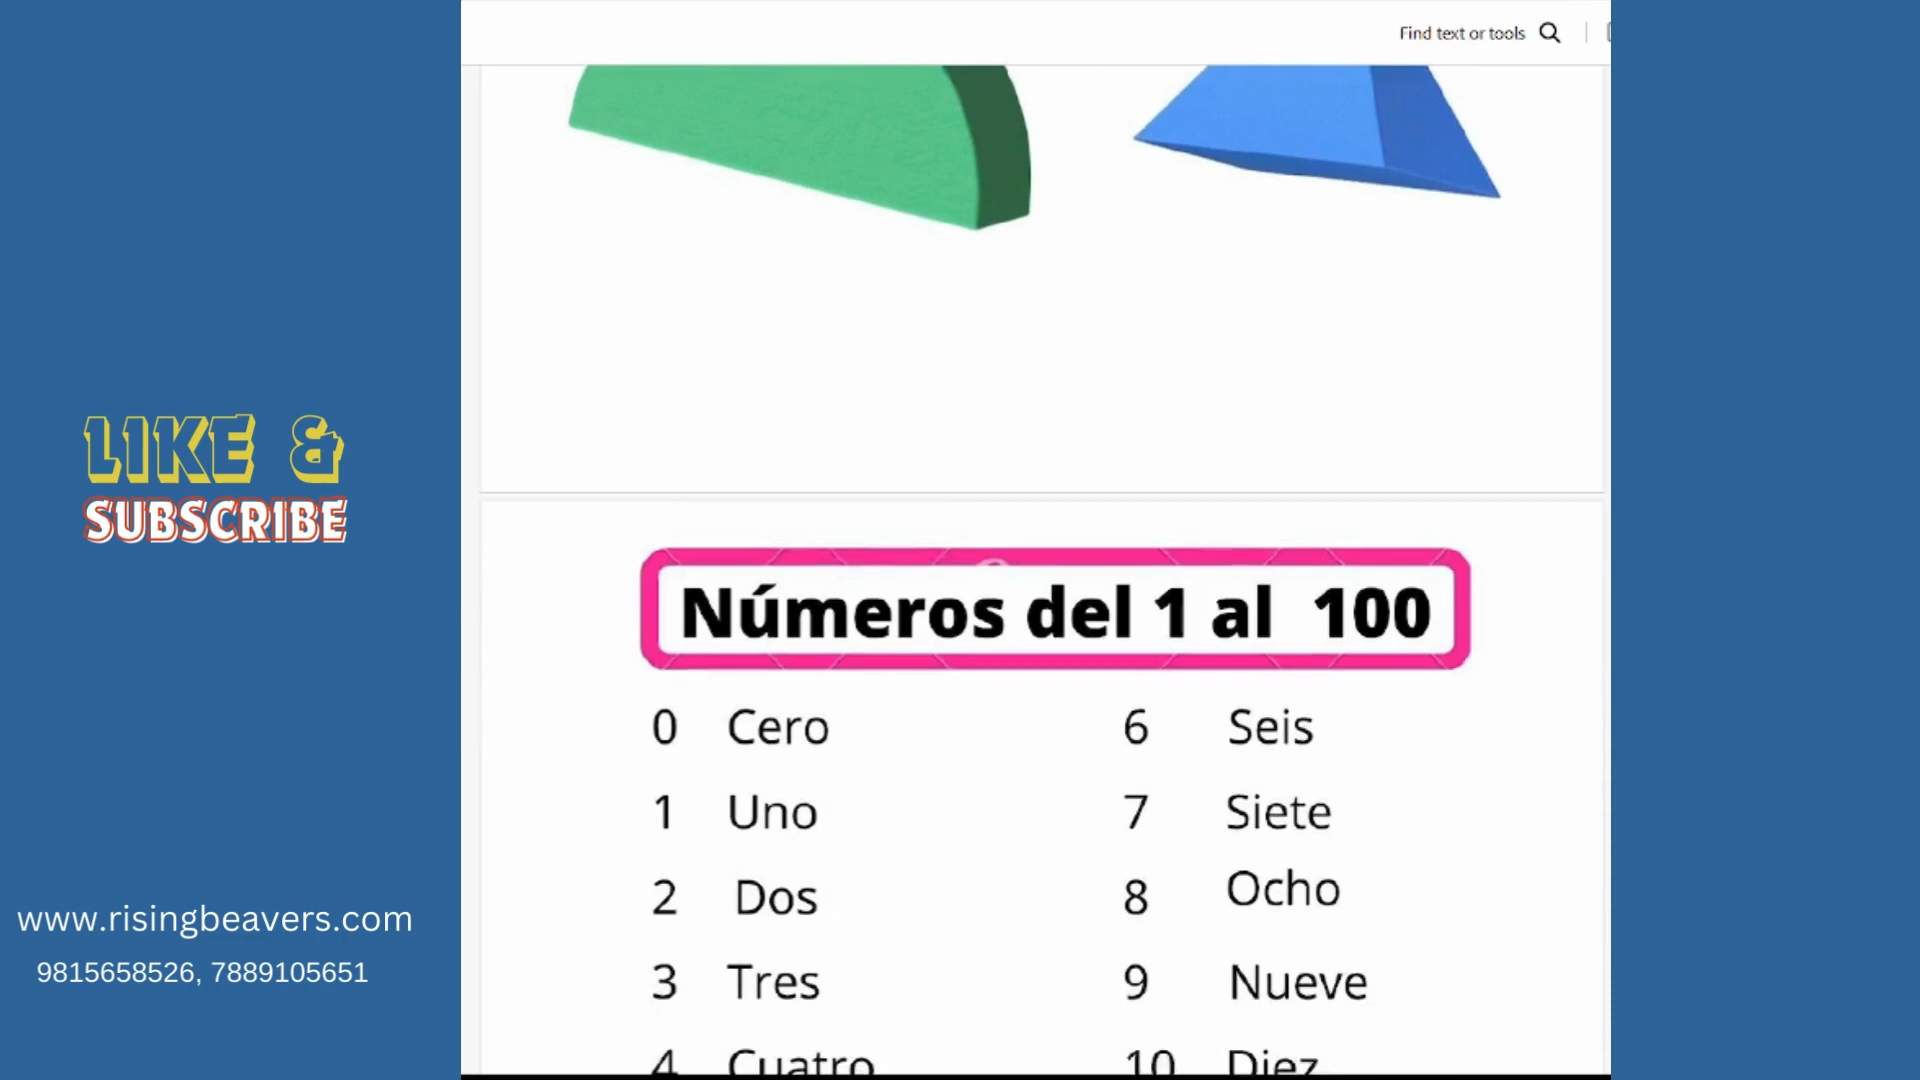 Find text or tools
LIKE &
SUBSCRIBE
Números del 1 al 100
0 Cero 6 Seis
1 Uno 7 Siete
2 Dos 8 Ocho
3 Tres 9 Nueve
4 Cuatro 10 Diez
www.risingbeavers.com
9815658526, 7889105651